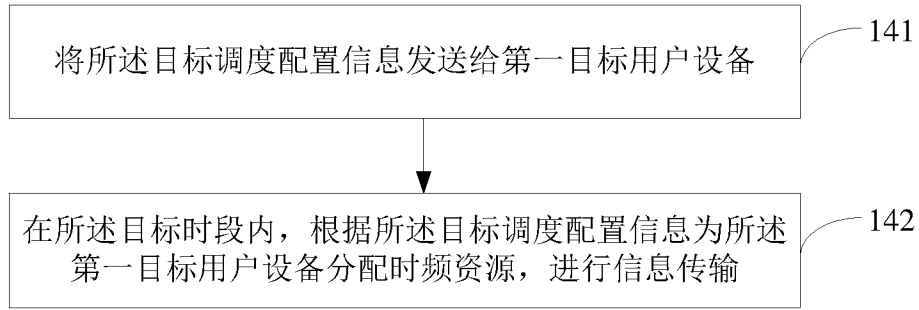 将所述目标调度配置信息发送给第一目标用户设备
141
在所述目标时段内，根据所述目标调度配置信息为所述
第一目标用户设备分配时频资源，进行信息传输
142